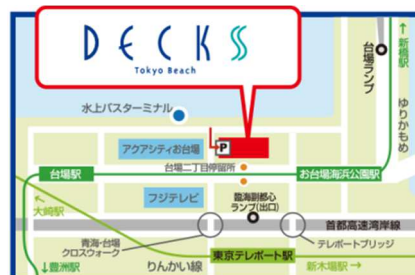 DECKS
Tokyo Beach
↑新橋駅
台場ランプ
ゆりかもめ
水上バスターミナル
アクアシティお台場
P
台場二丁目停留所
台場駅
お台場海浜公園駅
フジテレビ
臨海副都心
ランプ(出口)
大崎駅
首都高速湾岸線
青海・台場
クロスウォーク
テレポートブリッジ
東京テレポート駅
↓豊洲駅
りんかい線
新木場駅→